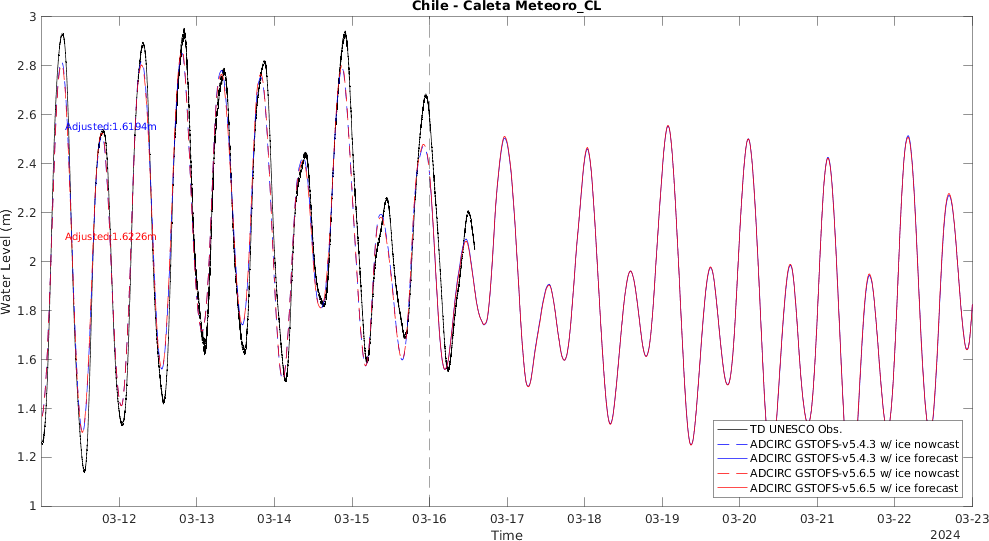 Chile - Caleta Meteoro_CL
3
2.8
2.6
2.4
2.2
2
1.8
1.6
1.4
1.2
1
Water Level (m)
Adjusted:1.6194m
Adjusted:1.6226m
TD UNESCO Obs.
ADCIRC GSTOFS-v5.4.3 w/ ice nowcast
ADCIRC GSTOFS-v5.4.3 w/ ice forecast
ADCIRC GSTOFS-v5.6.5 w/ ice nowcast
ADCIRC GSTOFS-v5.6.5 w/ ice forecast
03-12 03-13 03-14 03-15 03-16 03-17 03-18 03-19 03-20 03-21 03-22 03-23
Time
2024